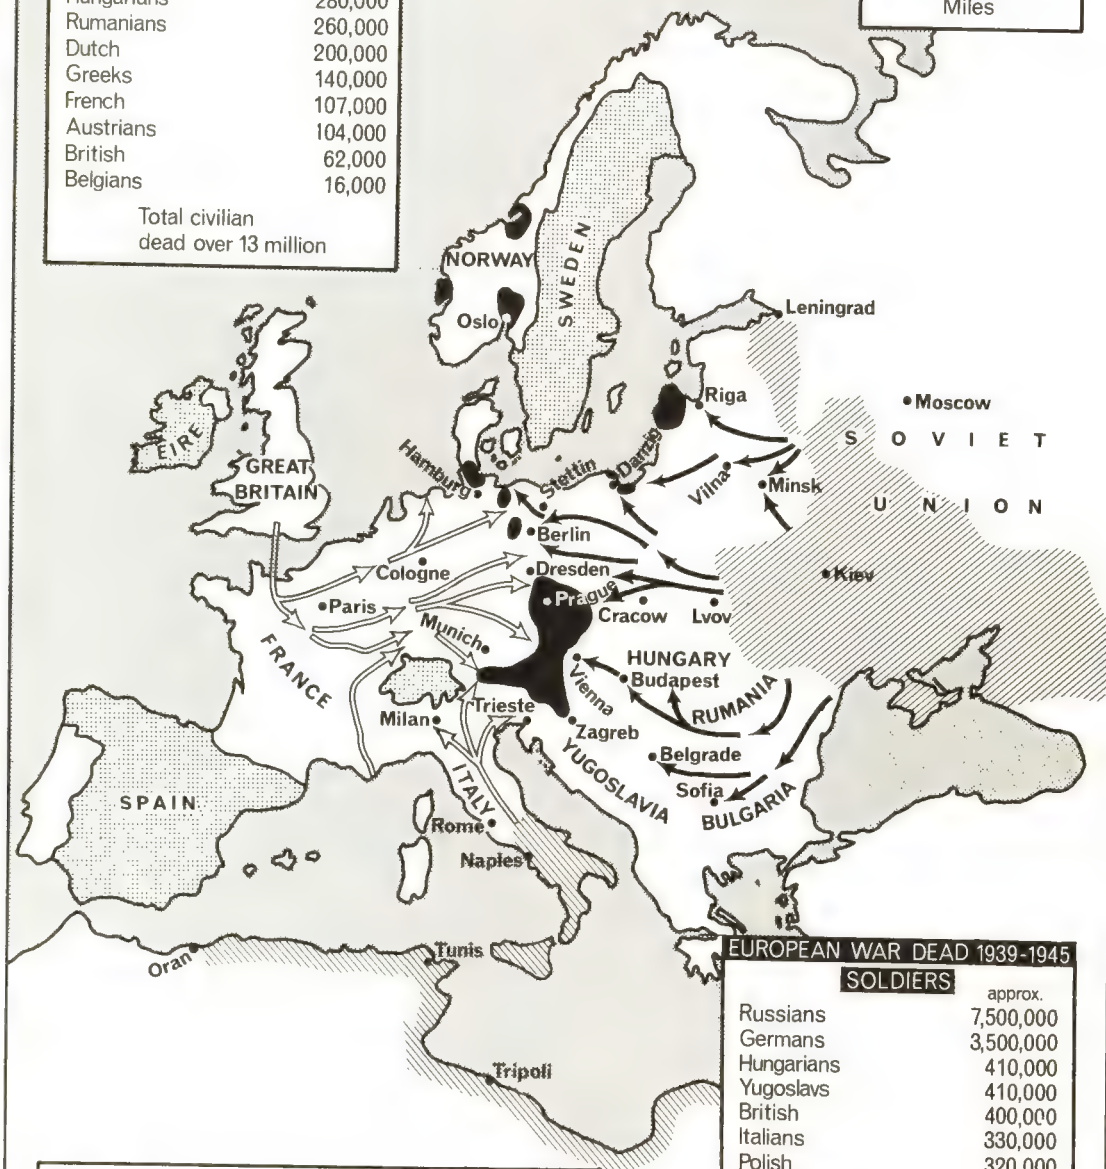 Hungarians 280,000
Rumanians 260,000
Dutch 200,000
Greeks 140,000
French 107,000
Austrians 104,000
British 62,000
Belgians 16,000
Total civilian
dead over 13 million
Miles
NORWAY
SWEDEN
Oslo
Leningrad
Riga
Moscow
SOVIET
UNION
EIRE
GREAT
BRITAIN
Hamburg
Stettin
Danzig
Vilna
Minsk
Berlin
Cologne
Dresden
Kiev
Paris
Prague
Cracow
Lvov
Munich
FRANCE
HUNGARY
Vienna
Budapest
RUMANIA
Milan
Trieste
Zagreb
Belgrade
YUGOSLAVIA
Sofia
BULGARIA
SPAIN
ITALY
Rome
Naples
Oran
Tunis
Tripoli
EUROPEAN WAR DEAD 1939-1945
SOLDIERS
approx.
Russians 7,500,000
Germans 3,500,000
Hungarians 410,000
Yugoslavs 410,000
British 400,000
Italians 330,000
Polish 320,000